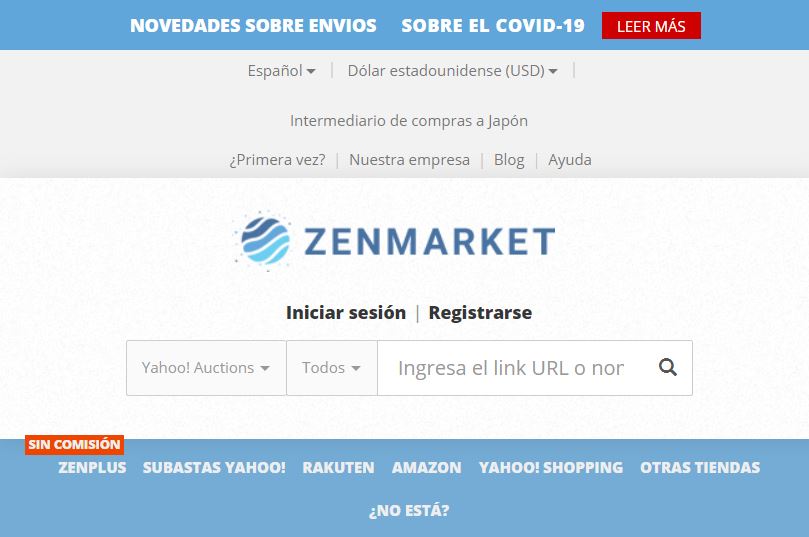 NOVEDADES SOBRE ENVIOS SOBRE EL COVID-19 LEER MÁS
Español Dólar estadounidense (USD)
Intermediario de compras a Japón
¿Primera vez? | Nuestra empresa | Blog | Ayuda
ZENMARKET
Iniciar sesión | Registrarse
Yahoo! Auctions Todos Ingresa el link URL o nor
SIN COMISIÓN
ZENPLUS SUBASTAS YAHOO! RAKUTEN AMAZON YAHOO! SHOPPING OTRAS TIENDAS
¿NO ESTÁ?